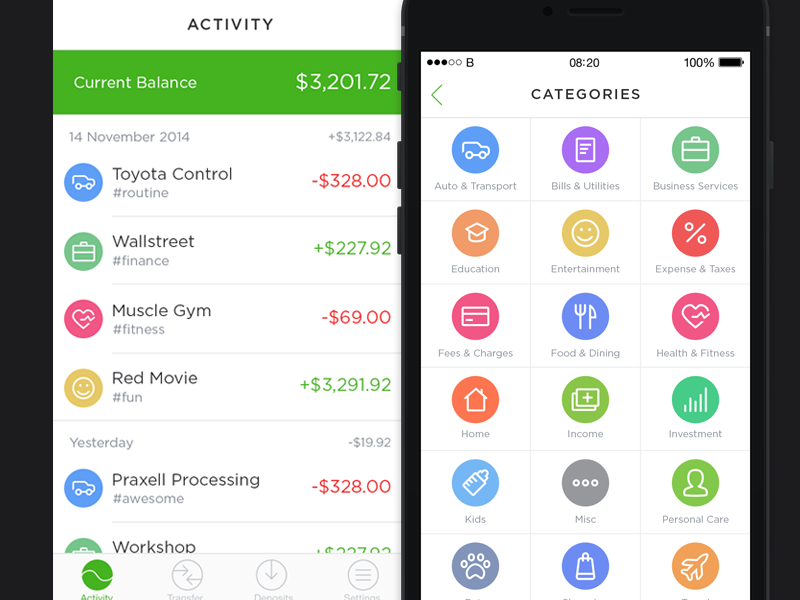 ACTIVITY
Current Balance $3,201.72
14 November 2014 +$3,122.84
Toyota Control -$328.00
#routine
Wallstreet +$227.92
#finance
Muscle Gym -$69.00
#fitness
Red Movie +$3,291.92
#fun
Yesterday -$19.92
Praxell Processing -$328.00
#awesome
Workshop +$227.92
Activity Transfer Deposits Settings
B 08:20 100%
CATEGORIES
Auto & Transport Bills & Utilities Business Services
Education Entertainment Expense & Taxes
Fees & Charges Food & Dining Health & Fitness
Home Income Investment
Kids Misc Personal Care